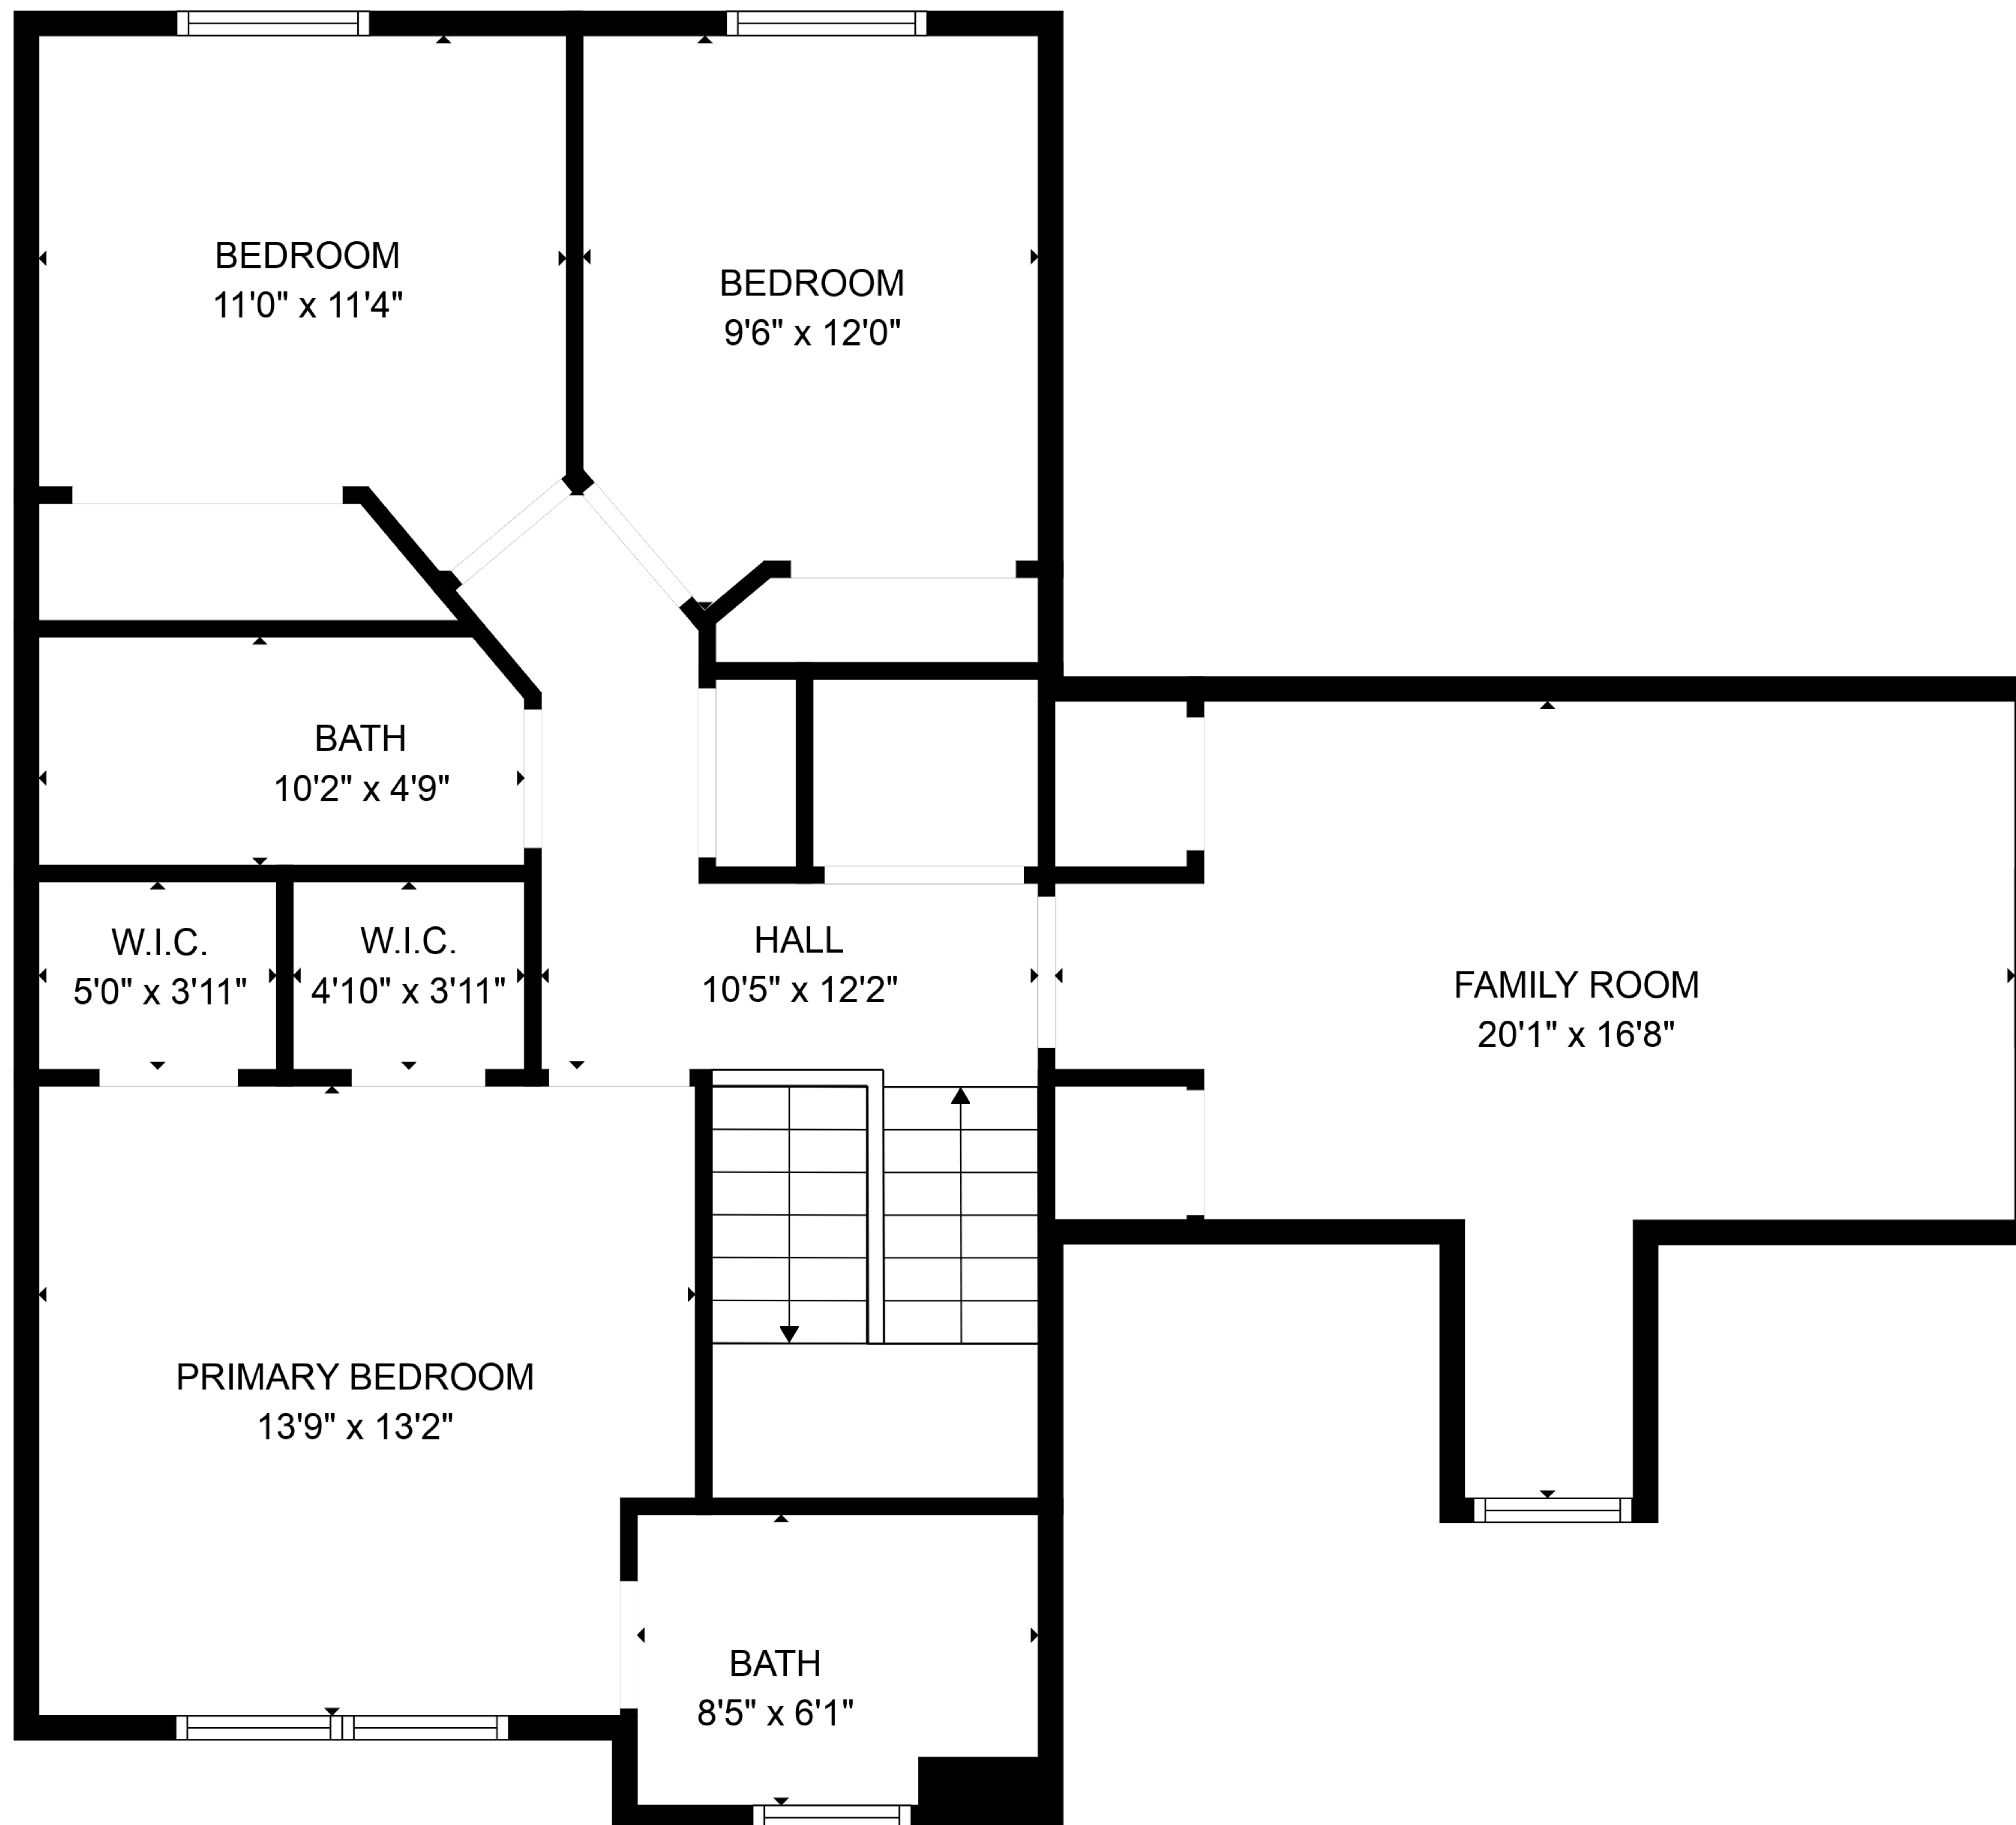 BEDROOM
11'0" x 11'4"
BEDROOM
9'6" x 12'0"
BATH
10'2" x 4'9"
W.I.C.
5'0" x 3'11"
W.I.C.
4'10" x 3'11"
HALL
10'5" x 12'2"
FAMILY ROOM
20'1" x 16'8"
PRIMARY BEDROOM
13'9" x 13'2"
BATH
8'5" x 6'1"